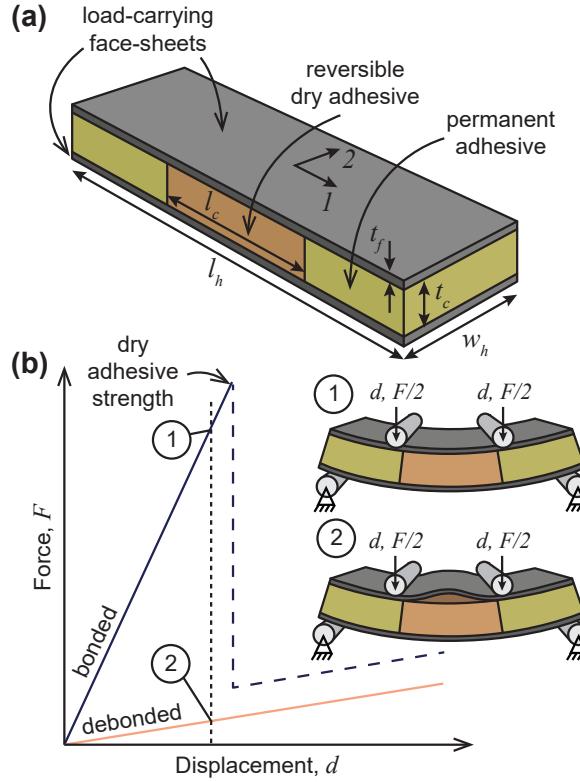 (a)
load-carrying
face-sheets
reversible
dry adhesive
permanent
adhesive
2
1
l_c
t_f
l_h
t_c
w_h
(b)
dry
adhesive
strength
1
d, F/2 d, F/2
1
2
d, F/2 d, F/2
Force, F
bonded
2
debonded
Displacement, d